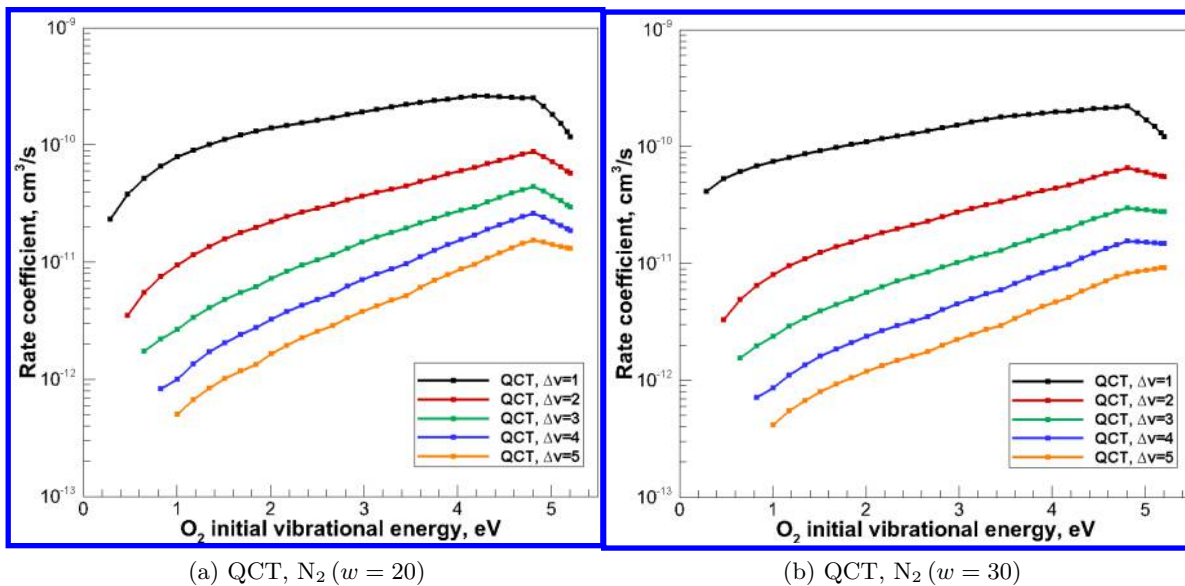 10⁻⁹
10⁻¹⁰
10⁻¹¹
10⁻¹²
10⁻¹³
Rate coefficient, cm³/s
QCT, Δv=1
QCT, Δv=2
QCT, Δv=3
QCT, Δv=4
QCT, Δv=5
0 1 2 3 4 5
O₂ initial vibrational energy, eV
(a) QCT, N₂ (w = 20)
10⁻⁹
10⁻¹⁰
10⁻¹¹
10⁻¹²
10⁻¹³
Rate coefficient, cm³/s
QCT, Δv=1
QCT, Δv=2
QCT, Δv=3
QCT, Δv=4
QCT, Δv=5
0 1 2 3 4 5
O₂ initial vibrational energy, eV
(b) QCT, N₂ (w = 30)